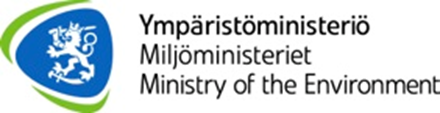 Ympäristöministeriö
Miljöministeriet
Ministry of the Environment